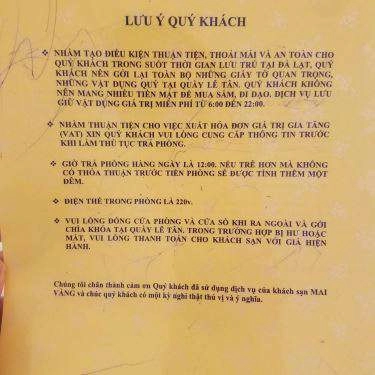 LƯU Ý QUÝ KHÁCH
NHẰM TẠO ĐIỀU KIỆN THUẬN TIỆN, THOẢI MÁI VÀ AN TOÀN CHO
QUÝ KHÁCH TRONG SUỐT THỜI GIAN LƯU TRÚ TẠI ĐÀ LẠT, QUÝ
KHÁCH NÊN GỞI LẠI TOÀN BỘ NHỮNG GIẤY TỜ QUAN TRỌNG,
NHỮNG VẬT DỤNG QUÝ TẠI QUẦY LỄ TÂN. QUÝ KHÁCH KHÔNG
NÊN MANG NHIỀU TIỀN MẶT ĐỂ MUA SẮM, ĐI DẠO. DỊCH VỤ LƯU
GIỮ VẬT DỤNG GIÁ TRỊ MIỄN PHÍ TỪ 6:00 ĐẾN 22:00.
NHẰM THUẬN TIỆN CHO VIỆC XUẤT HÓA ĐƠN GIÁ TRỊ GIA TĂNG
(VAT) XIN QUÝ KHÁCH VUI LÒNG CUNG CẤP THÔNG TIN TRƯỚC
KHI LÀM THỦ TỤC TRẢ PHÒNG.
GIỜ TRẢ PHÒNG HÀNG NGÀY LÀ 12:00. NẾU TRỄ HƠN MÀ KHÔNG
CÓ THỎA THUẬN TRƯỚC TIỀN PHÒNG SẼ ĐƯỢC TÍNH THÊM MỘT
ĐÊM.
ĐIỆN THẾ TRONG PHÒNG LÀ 220v.
VUI LÒNG ĐÓNG CỬA PHÒNG VÀ CỬA SỔ KHI RA NGOÀI VÀ GỞI
CHÌA KHÓA TẠI QUẦY LỄ TÂN. TRONG TRƯỜNG HỢP BỊ HƯ HOẶC
MẤT, VUI LÒNG THANH TOÁN CHO KHÁCH SẠN VỚI GIÁ HIỆN
HÀNH.
Chúng tôi chân thành cảm ơn Quý khách đã sử dụng dịch vụ của khách sạn MAI
VÀNG và chúc quý khách có một kỳ nghỉ thật thú vị và ý nghĩa.